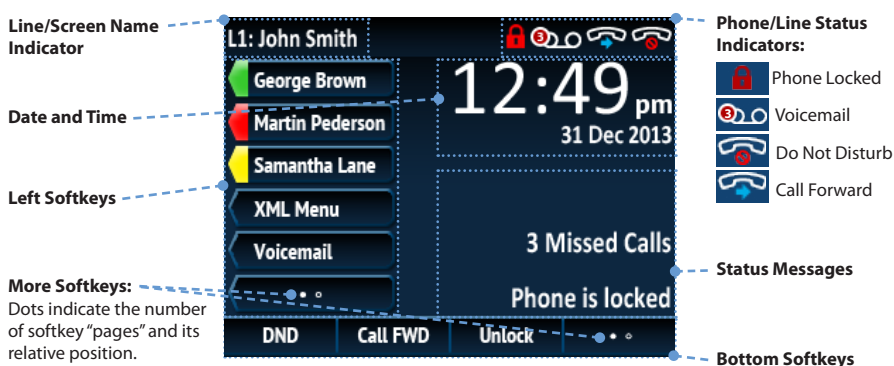 Line/Screen Name
Indicator
Date and Time
Left Softkeys
More Softkeys:
Dots indicate the number
of softkey “pages” and its
relative position.
L1: John Smith
3
George Brown
Martin Pederson
Samantha Lane
XML Menu
Voicemail
12:49 pm
31 Dec 2013
3 Missed Calls
Phone is locked
DND Call FWD Unlock
Phone/Line Status
Indicators:
Phone Locked
3 Voicemail
Do Not Disturb
Call Forward
Status Messages
Bottom Softkeys